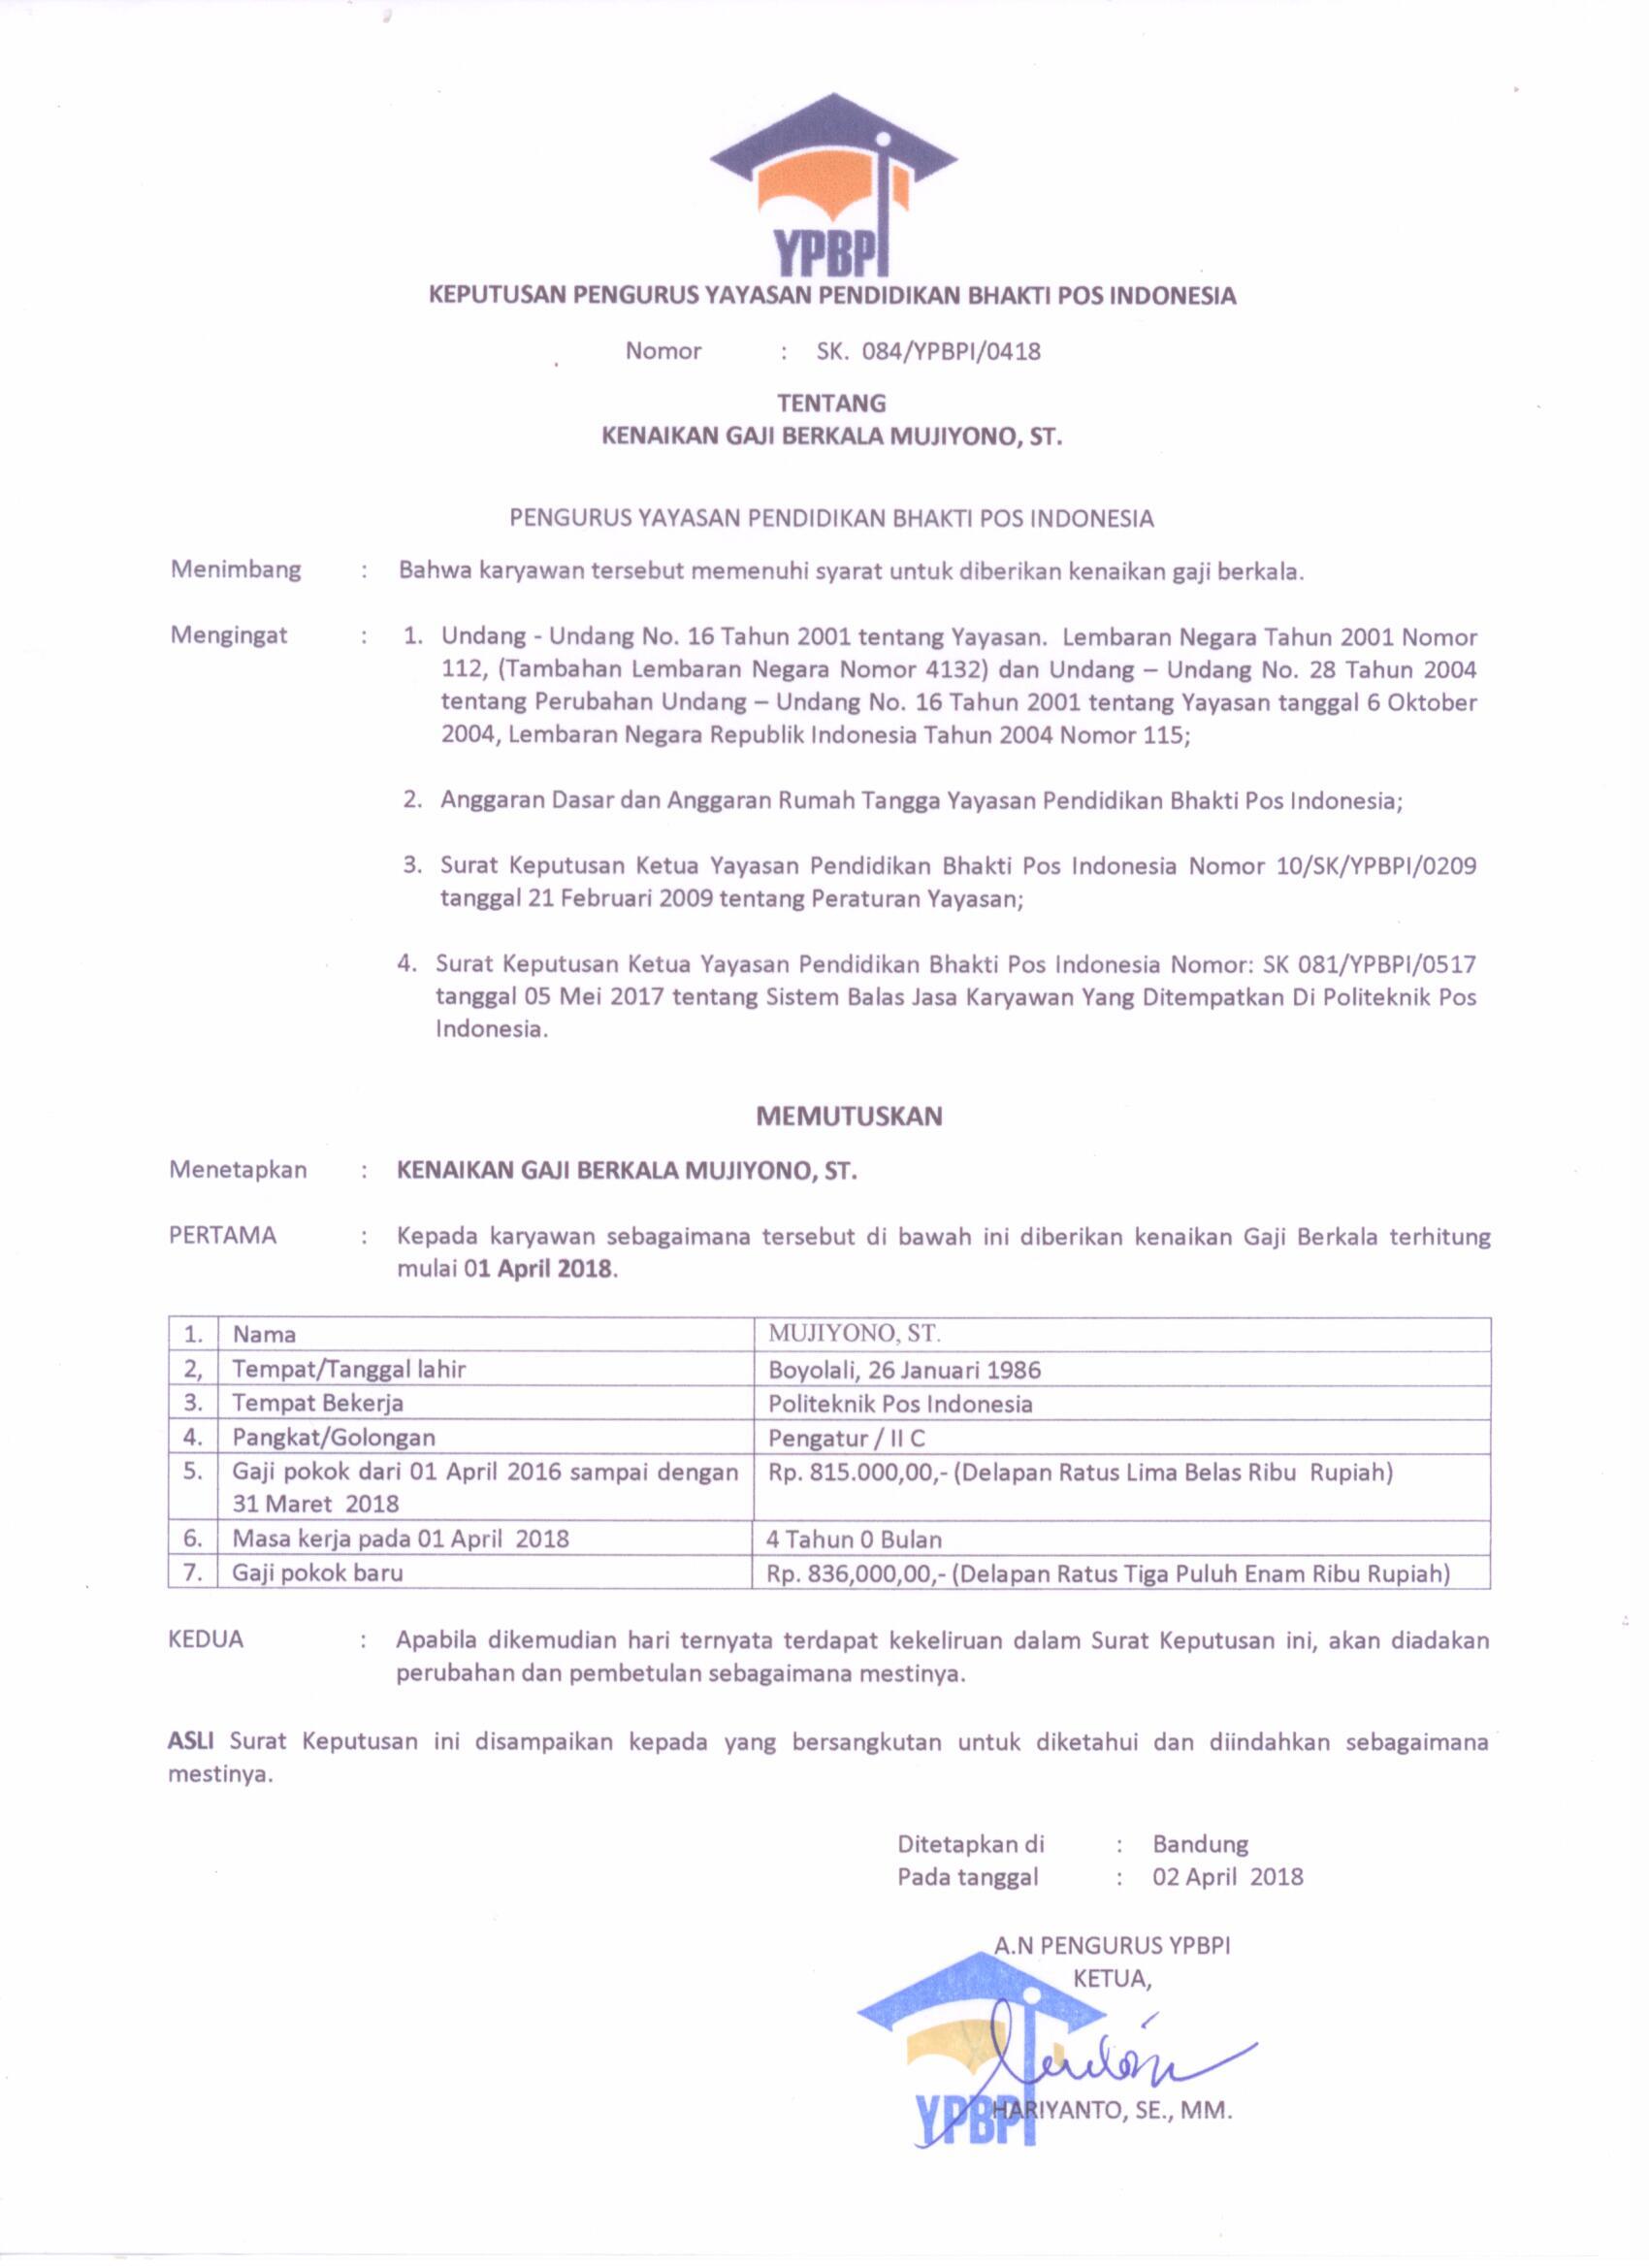 YPBPI
KEPUTUSAN PENGURUS YAYASAN PENDIDIKAN BHAKTI POS INDONESIA
Nomor : SK. 084/YPBPI/0418
TENTANG
KENAIKAN GAJI BERKALA MUJIYONO, ST.
PENGURUS YAYASAN PENDIDIKAN BHAKTI POS INDONESIA
Menimbang : Bahwa karyawan tersebut memenuhi syarat untuk diberikan kenaikan gaji berkala.
Mengingat : 1. Undang - Undang No. 16 Tahun 2001 tentang Yayasan. Lembaran Negara Tahun 2001 Nomor
112, (Tambahan Lembaran Negara Nomor 4132) dan Undang – Undang No. 28 Tahun 2004
tentang Perubahan Undang – Undang No. 16 Tahun 2001 tentang Yayasan tanggal 6 Oktober
2004, Lembaran Negara Republik Indonesia Tahun 2004 Nomor 115;
2. Anggaran Dasar dan Anggaran Rumah Tangga Yayasan Pendidikan Bhakti Pos Indonesia;
3. Surat Keputusan Ketua Yayasan Pendidikan Bhakti Pos Indonesia Nomor 10/SK/YPBPI/0209
tanggal 21 Februari 2009 tentang Peraturan Yayasan;
4. Surat Keputusan Ketua Yayasan Pendidikan Bhakti Pos Indonesia Nomor: SK 081/YPBPI/0517
tanggal 05 Mei 2017 tentang Sistem Balas Jasa Karyawan Yang Ditempatkan Di Politeknik Pos
Indonesia.
MEMUTUSKAN
Menetapkan : KENAIKAN GAJI BERKALA MUJIYONO, ST.
PERTAMA : Kepada karyawan sebagaimana tersebut di bawah ini diberikan kenaikan Gaji Berkala terhitung
mulai 01 April 2018.
1. Nama MUJIYONO, ST.
2, Tempat/Tanggal lahir Boyolali, 26 Januari 1986
3. Tempat Bekerja Politeknik Pos Indonesia
4. Pangkat/Golongan Pengatur / II C
5. Gaji pokok dari 01 April 2016 sampai dengan Rp. 815.000,00,- (Delapan Ratus Lima Belas Ribu Rupiah)
31 Maret 2018
6. Masa kerja pada 01 April 2018 4 Tahun 0 Bulan
7. Gaji pokok baru Rp. 836,000,00,- (Delapan Ratus Tiga Puluh Enam Ribu Rupiah)
KEDUA : Apabila dikemudian hari ternyata terdapat kekeliruan dalam Surat Keputusan ini, akan diadakan
perubahan dan pembetulan sebagaimana mestinya.
ASLI Surat Keputusan ini disampaikan kepada yang bersangkutan untuk diketahui dan diindahkan sebagaimana
mestinya.
Ditetapkan di : Bandung
Pada tanggal : 02 April 2018
A.N PENGURUS YPBPI
KETUA,
YPBPI
HARIYANTO, SE., MM.